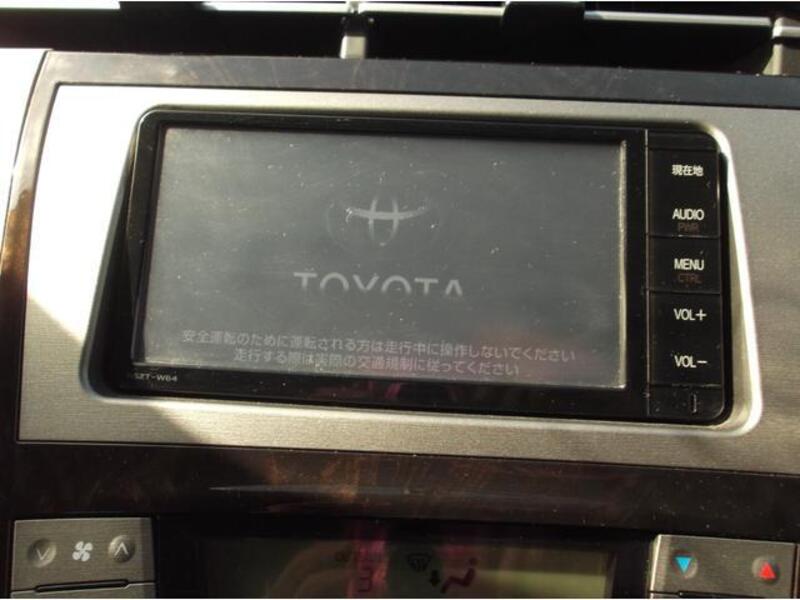 現在地
AUDIO
PWR
MENU
CTRL
VOL+
VOL−
TOYOTA
安全運転のために運転される方は走行中に操作しないでください
走行する際は実際の交通規制に従ってください
NSZT-W64